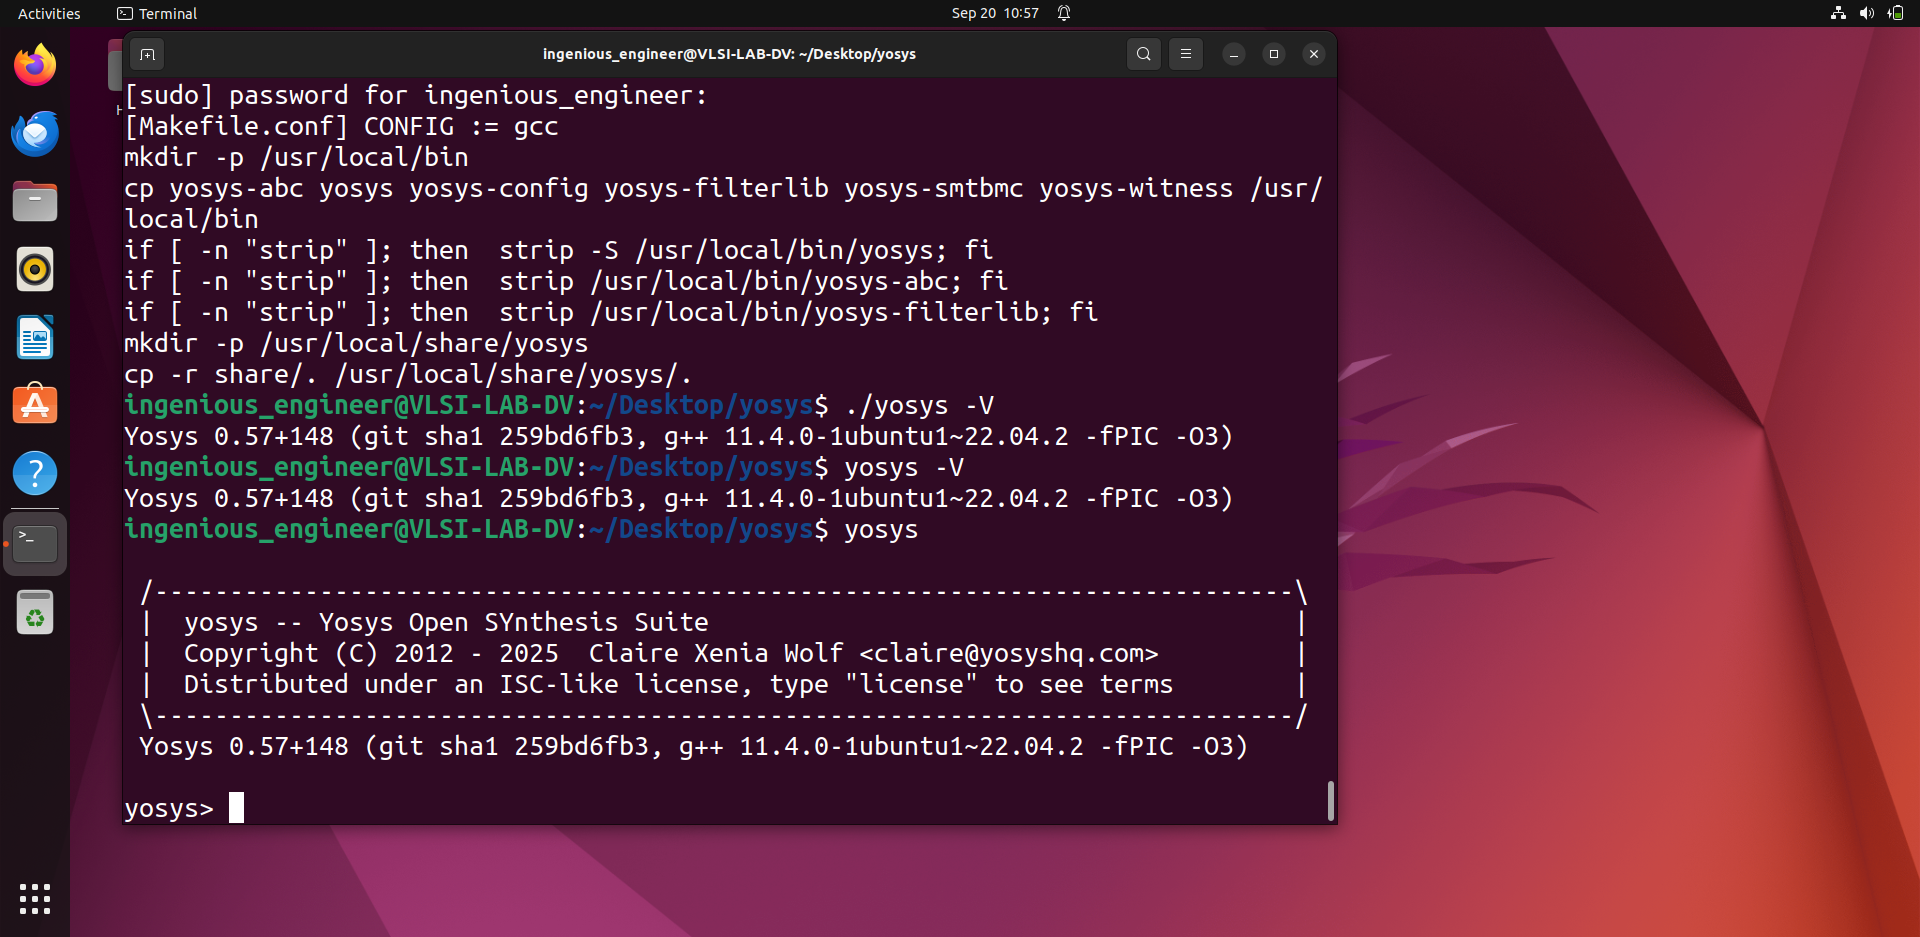 Activities
Terminal
Sep 20 10:57
ingenious_engineer@VLSI-LAB-DV: ~/Desktop/yosys
H
[sudo] password for ingenious_engineer:
[Makefile.conf] CONFIG := gcc
mkdir -p /usr/local/bin
cp yosys-abc yosys yosys-config yosys-filterlib yosys-smtbmc yosys-witness /usr/
local/bin
if [ -n "strip" ]; then  strip -S /usr/local/bin/yosys; fi
if [ -n "strip" ]; then  strip /usr/local/bin/yosys-abc; fi
if [ -n "strip" ]; then  strip /usr/local/bin/yosys-filterlib; fi
mkdir -p /usr/local/share/yosys
cp -r share/. /usr/local/share/yosys/.
ingenious_engineer@VLSI-LAB-DV:~/Desktop/yosys$ ./yosys -V
Yosys 0.57+148 (git sha1 259bd6fb3, g++ 11.4.0-1ubuntu1~22.04.2 -fPIC -O3)
ingenious_engineer@VLSI-LAB-DV:~/Desktop/yosys$ yosys -V
Yosys 0.57+148 (git sha1 259bd6fb3, g++ 11.4.0-1ubuntu1~22.04.2 -fPIC -O3)
ingenious_engineer@VLSI-LAB-DV:~/Desktop/yosys$ yosys
/----------------------------------------------------------------------------\
|  yosys -- Yosys Open SYnthesis Suite                                       |
|  Copyright (C) 2012 - 2025  Claire Xenia Wolf <claire@yosyshq.com>         |
|  Distributed under an ISC-like license, type "license" to see terms        |
\----------------------------------------------------------------------------/
Yosys 0.57+148 (git sha1 259bd6fb3, g++ 11.4.0-1ubuntu1~22.04.2 -fPIC -O3)
yosys>